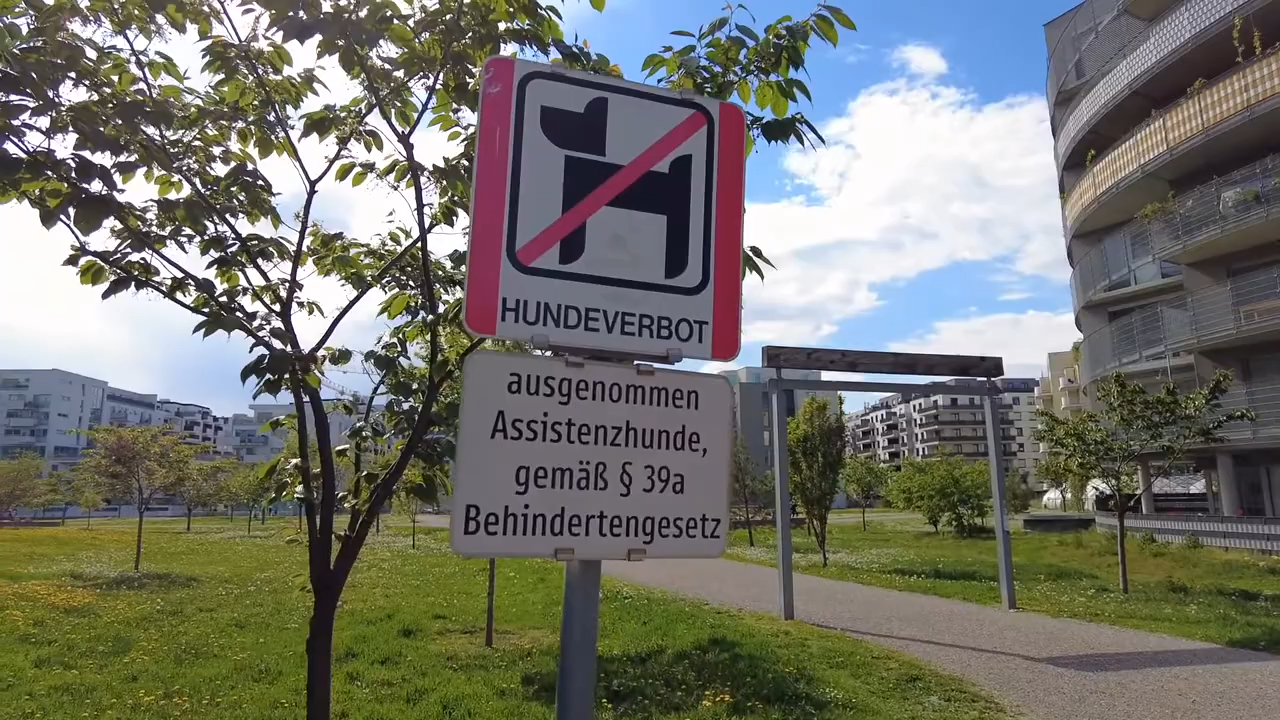 HUNDEVERBOT
ausgenommen
Assistenzhunde,
gemäß § 39a
Behindertengesetz